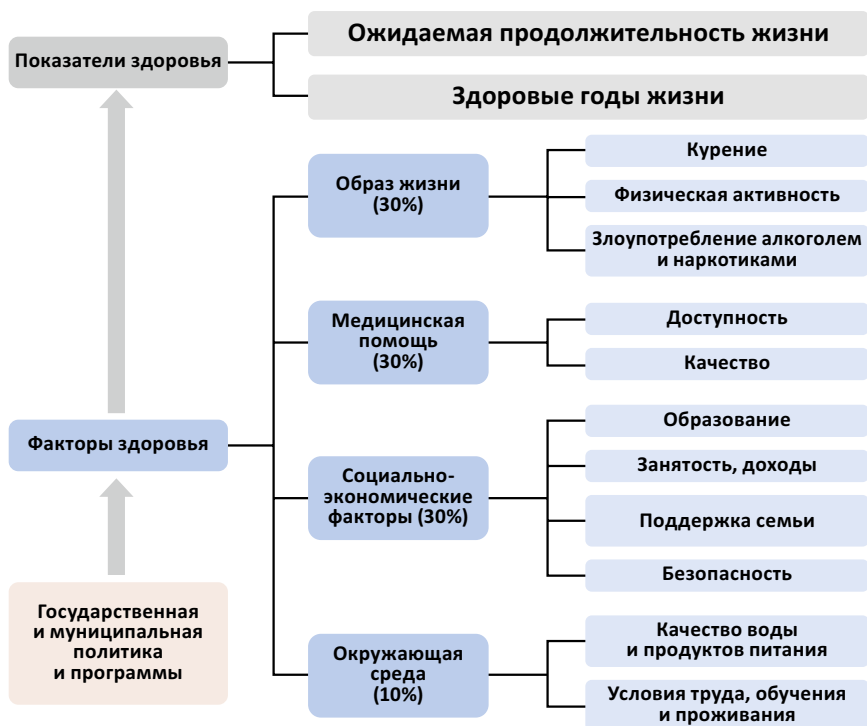 Показатели здоровья
Ожидаемая продолжительность жизни
Здоровые годы жизни
Факторы здоровья
Государственная
и муниципальная
политика
и программы
Образ жизни
(30%)
Курение
Физическая активность
Злоупотребление алкоголем
и наркотиками
Медицинская
помощь
(30%)
Доступность
Качество
Социально-
экономические
факторы (30%)
Образование
Занятость, доходы
Поддержка семьи
Безопасность
Окружающая
среда
(10%)
Качество воды
и продуктов питания
Условия труда, обучения
и проживания